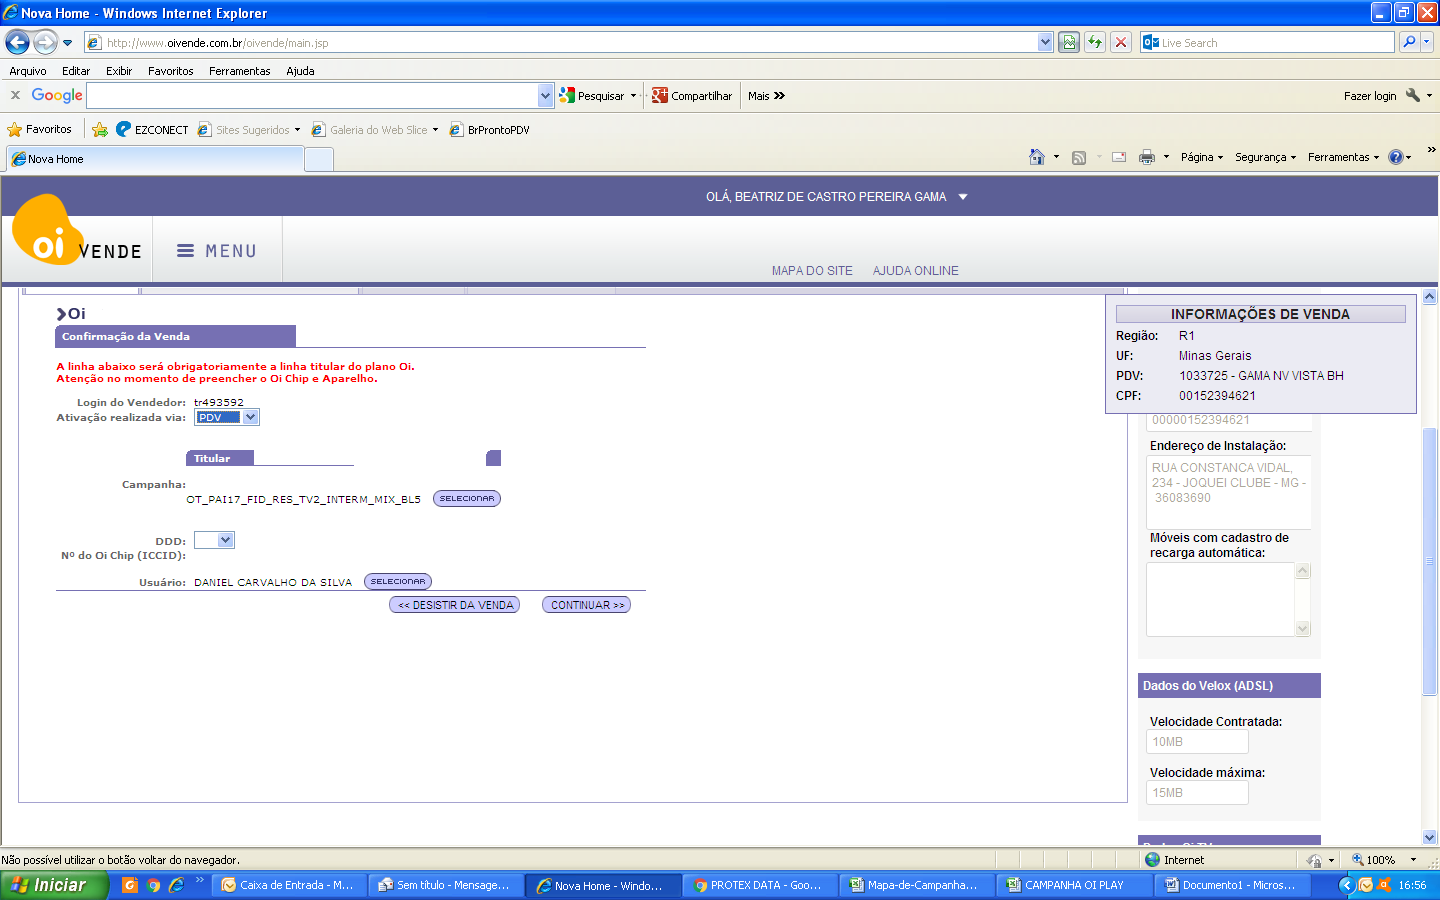 Nova Home - Windows Internet Explorer
http://www.oivende.com.br/oivende/main.jsp
Live Search
Arquivo Editar Exibir Favoritos Ferramentas Ajuda
x Google Pesquisar Compartilhar Mais >> Fazer login
Favoritos EZCONECT Sites Sugeridos Galeria do Web Slice BrProntoPDV
Nova Home Página Segurança Ferramentas
OLÁ, BEATRIZ DE CASTRO PEREIRA GAMA
oi VENDE MENU
MAPA DO SITE AJUDA ONLINE
Oi
Confirmação da Venda
A linha abaixo será obrigatoriamente a linha titular do plano Oi.
Atenção no momento de preencher o Oi Chip e Aparelho.
Login do Vendedor: tr493592
Ativação realizada via: PDV
Titular
Campanha:
OT_PAI17_FID_RES_TV2_INTERM_MIX_BL5 SELECIONAR
DDD:
Nº do Oi Chip (ICCID):
Usuário: DANIEL CARVALHO DA SILVA SELECIONAR
<< DESISTIR DA VENDA CONTINUAR >>
INFORMAÇÕES DE VENDA
Região: R1
UF: Minas Gerais
PDV: 1033725 - GAMA NV VISTA BH
CPF: 00152394621
00000152394621
Endereço de Instalação:
RUA CONSTANCA VIDAL,
234 - JOQUEI CLUBE - MG -
36083690
Móveis com cadastro de
recarga automática:
Dados do Velox (ADSL)
Velocidade Contratada:
10MB
Velocidade máxima:
15MB
Não possível utilizar o botão voltar do navegador.
Internet 100%
Iniciar Caixa de Entrada - M... Sem título - Mensage... Nova Home - Windo... PROTEX DATA - Goo... Mapa-de-Campanha... CAMPANHA OI PLAY Documento1 - Micros... 16:56